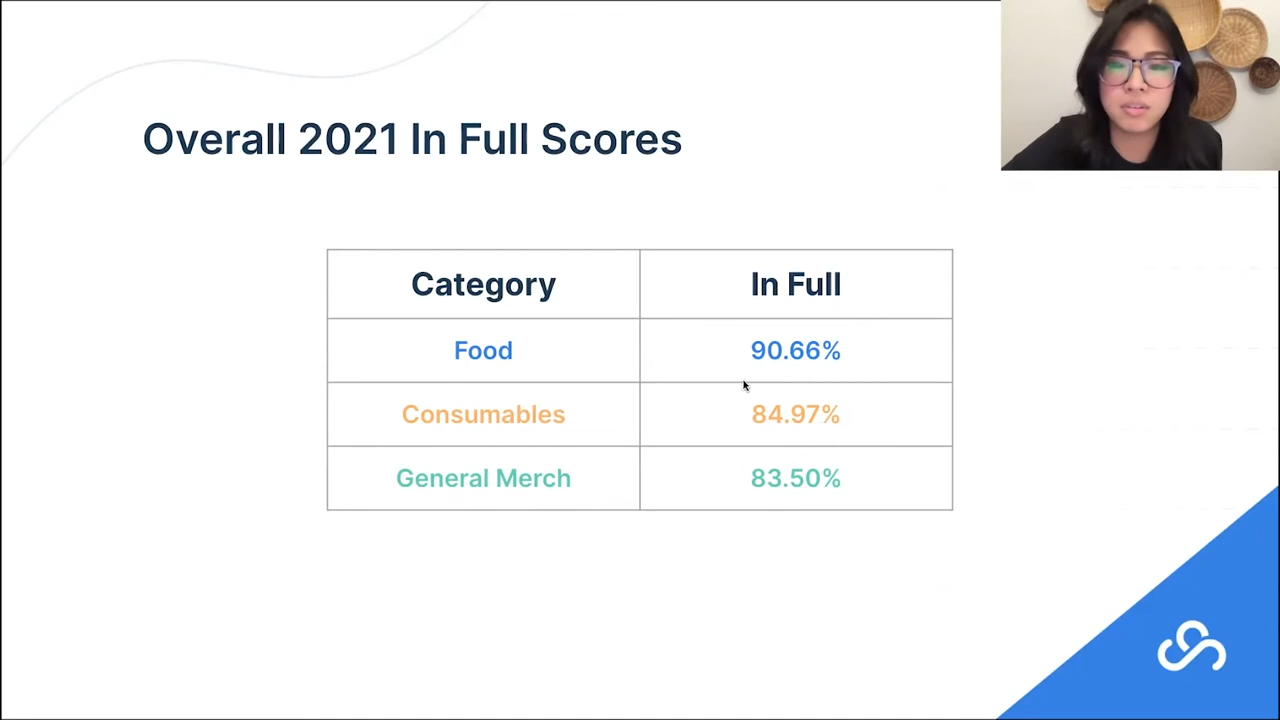 Overall 2021 In Full Scores
Category In Full
Food 90.66%
Consumables 84.97%
General Merch 83.50%